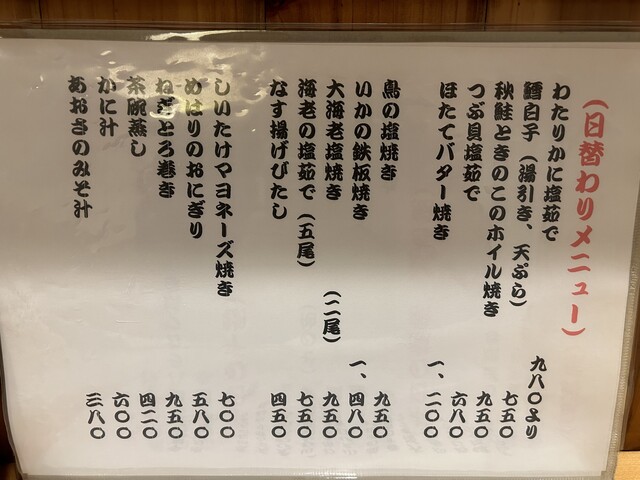 （日替わりメニュー）
わたりかに塩茹で 九八〇より
鱈白子（湯引き、天ぷら） 七五〇
秋鮭ときのこのホイル焼き 九五〇
つぶ貝塩茹で 六八〇
ほたてバター焼き 一、二〇〇
鳥の塩焼き 九五〇
いかの鉄板焼き 一、四八〇
大海老塩焼き（二尾） 九五〇
海老の塩茹で（五尾） 七五〇
なす揚げびたし 四五〇
しいたけマヨネーズ焼き 七〇〇
めはりのおにぎり 五八〇
ねぎとろ巻き 九五〇
茶碗蒸し 四二〇
かに汁 六〇〇
あおさのみそ汁 三八〇